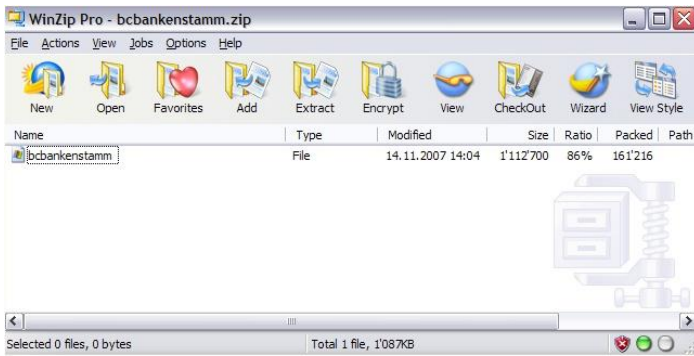 WinZip Pro - bcbankenstamm.zip
File Actions View Jobs Options Help
New Open Favorites Add Extract Encrypt View CheckOut Wizard View Style
Name Type Modified Size Ratio Packed Path
bcbankenstamm File 14.11.2007 14:04 1'112'700 86% 161'216
Selected 0 files, 0 bytes Total 1 file, 1'087KB